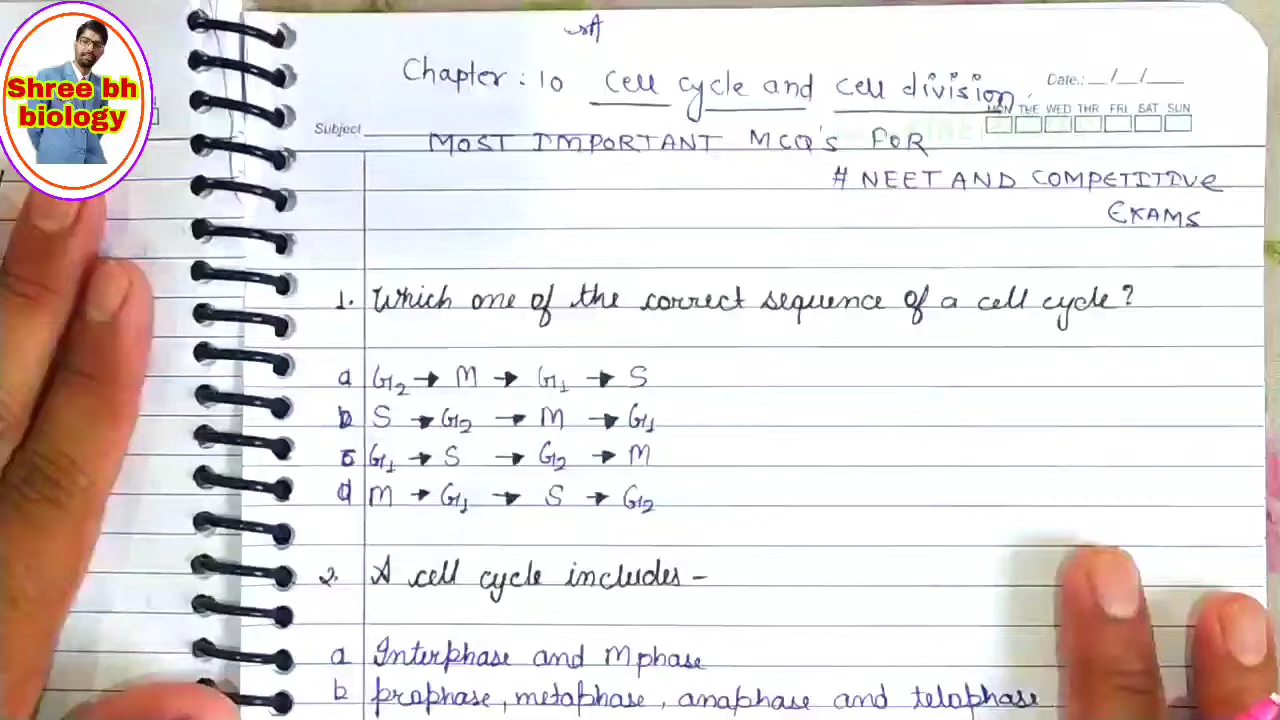 Shree bh
biology
Chapter : 10 Cell cycle and cell division
Date.: __/__/___
MON TUE WED THR FRI SAT SUN
Subject
MOST IMPORTANT MCQ's FOR
# NEET AND COMPETITIVE
EXAMS
1. Which one of the correct sequence of a cell cycle?
a G2 → M → G1 → S
b S → G2 → M → G1
c G1 → S → G2 → M
d M → G1 → S → G2
2. A cell cycle includes -
a Interphase and M phase
b prophase, metaphase, anaphase and telophase